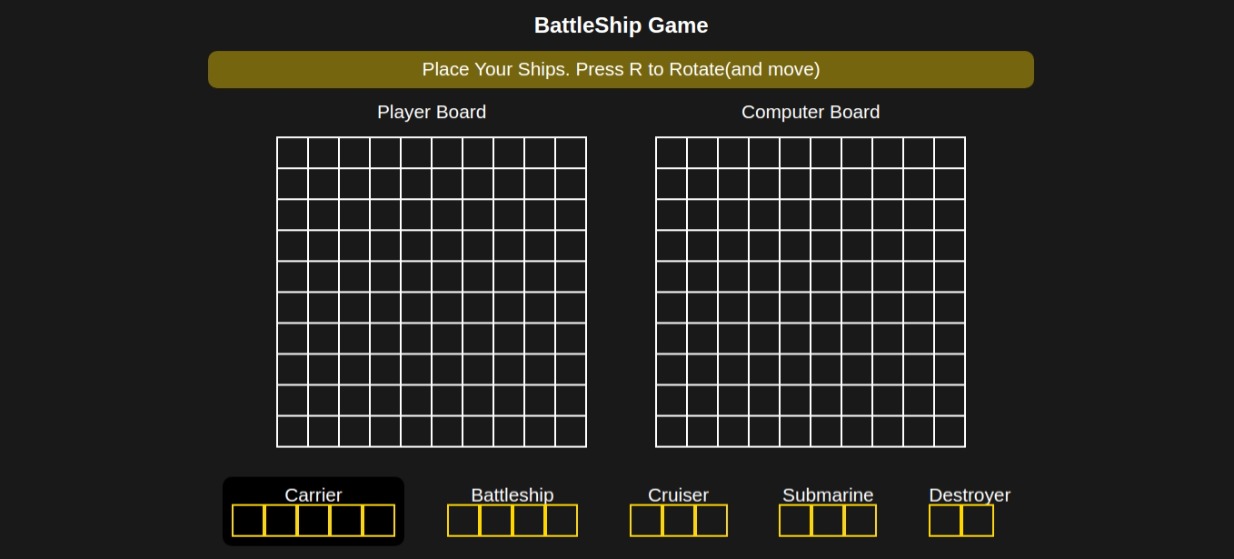 BattleShip Game
Place Your Ships. Press R to Rotate(and move)
Player Board
Computer Board
Carrier
Battleship
Cruiser
Submarine
Destroyer